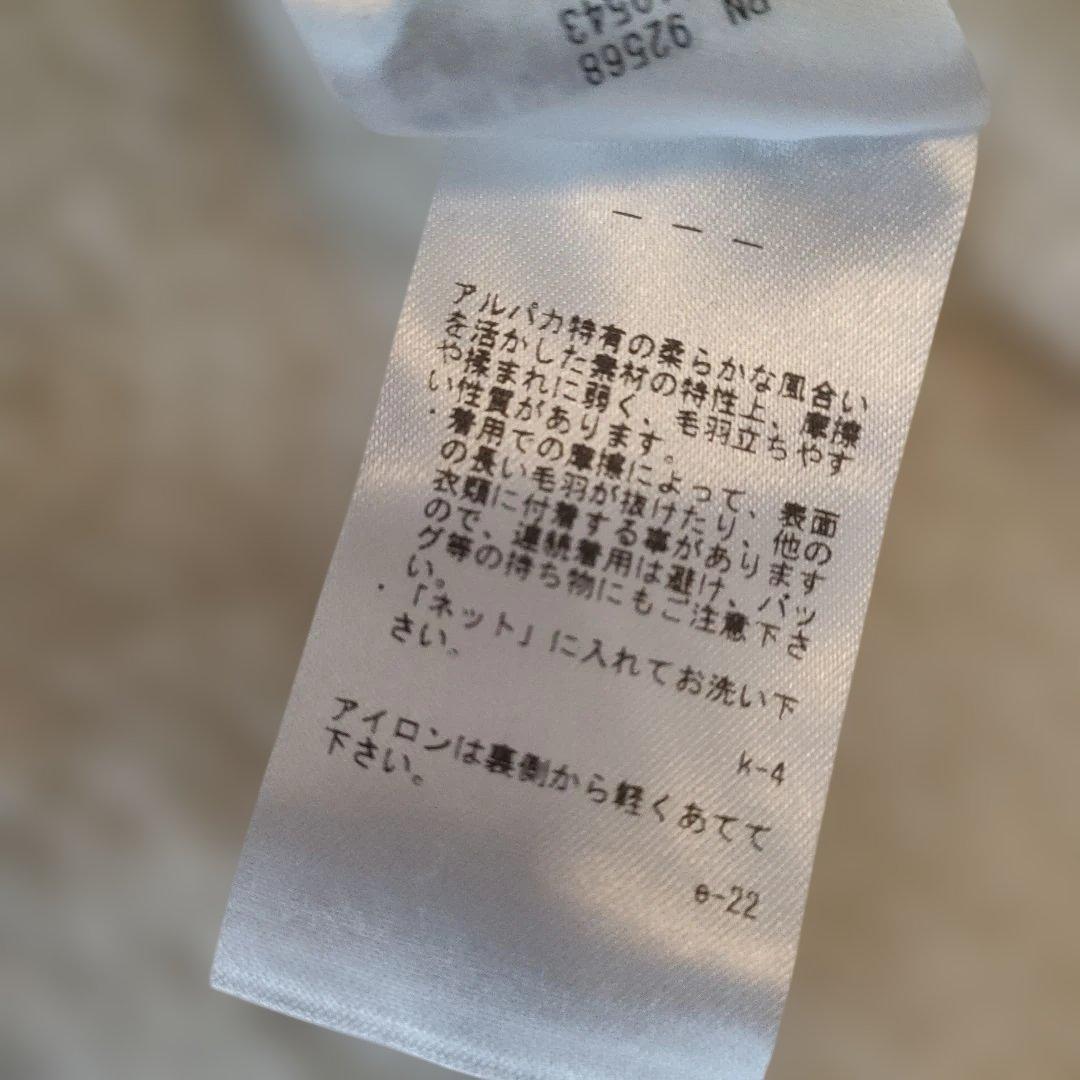 PN
10543
92568
— — —
アルパカ特有の柔らかな風合い
を活かした素材の特性上、摩擦
や揉まれに弱く、毛羽立ちやす
い性質があります。
・着用での摩擦によって、表面
の長い毛羽が抜けたり、他の
衣類に付着する事があります
ので、連続着用は避け、バッ
グ等の持ち物にもご注意下さ
い。
・「ネット」に入れてお洗い下
さい。
k-4
アイロンは裏側から軽くあてて
下さい。
e-22